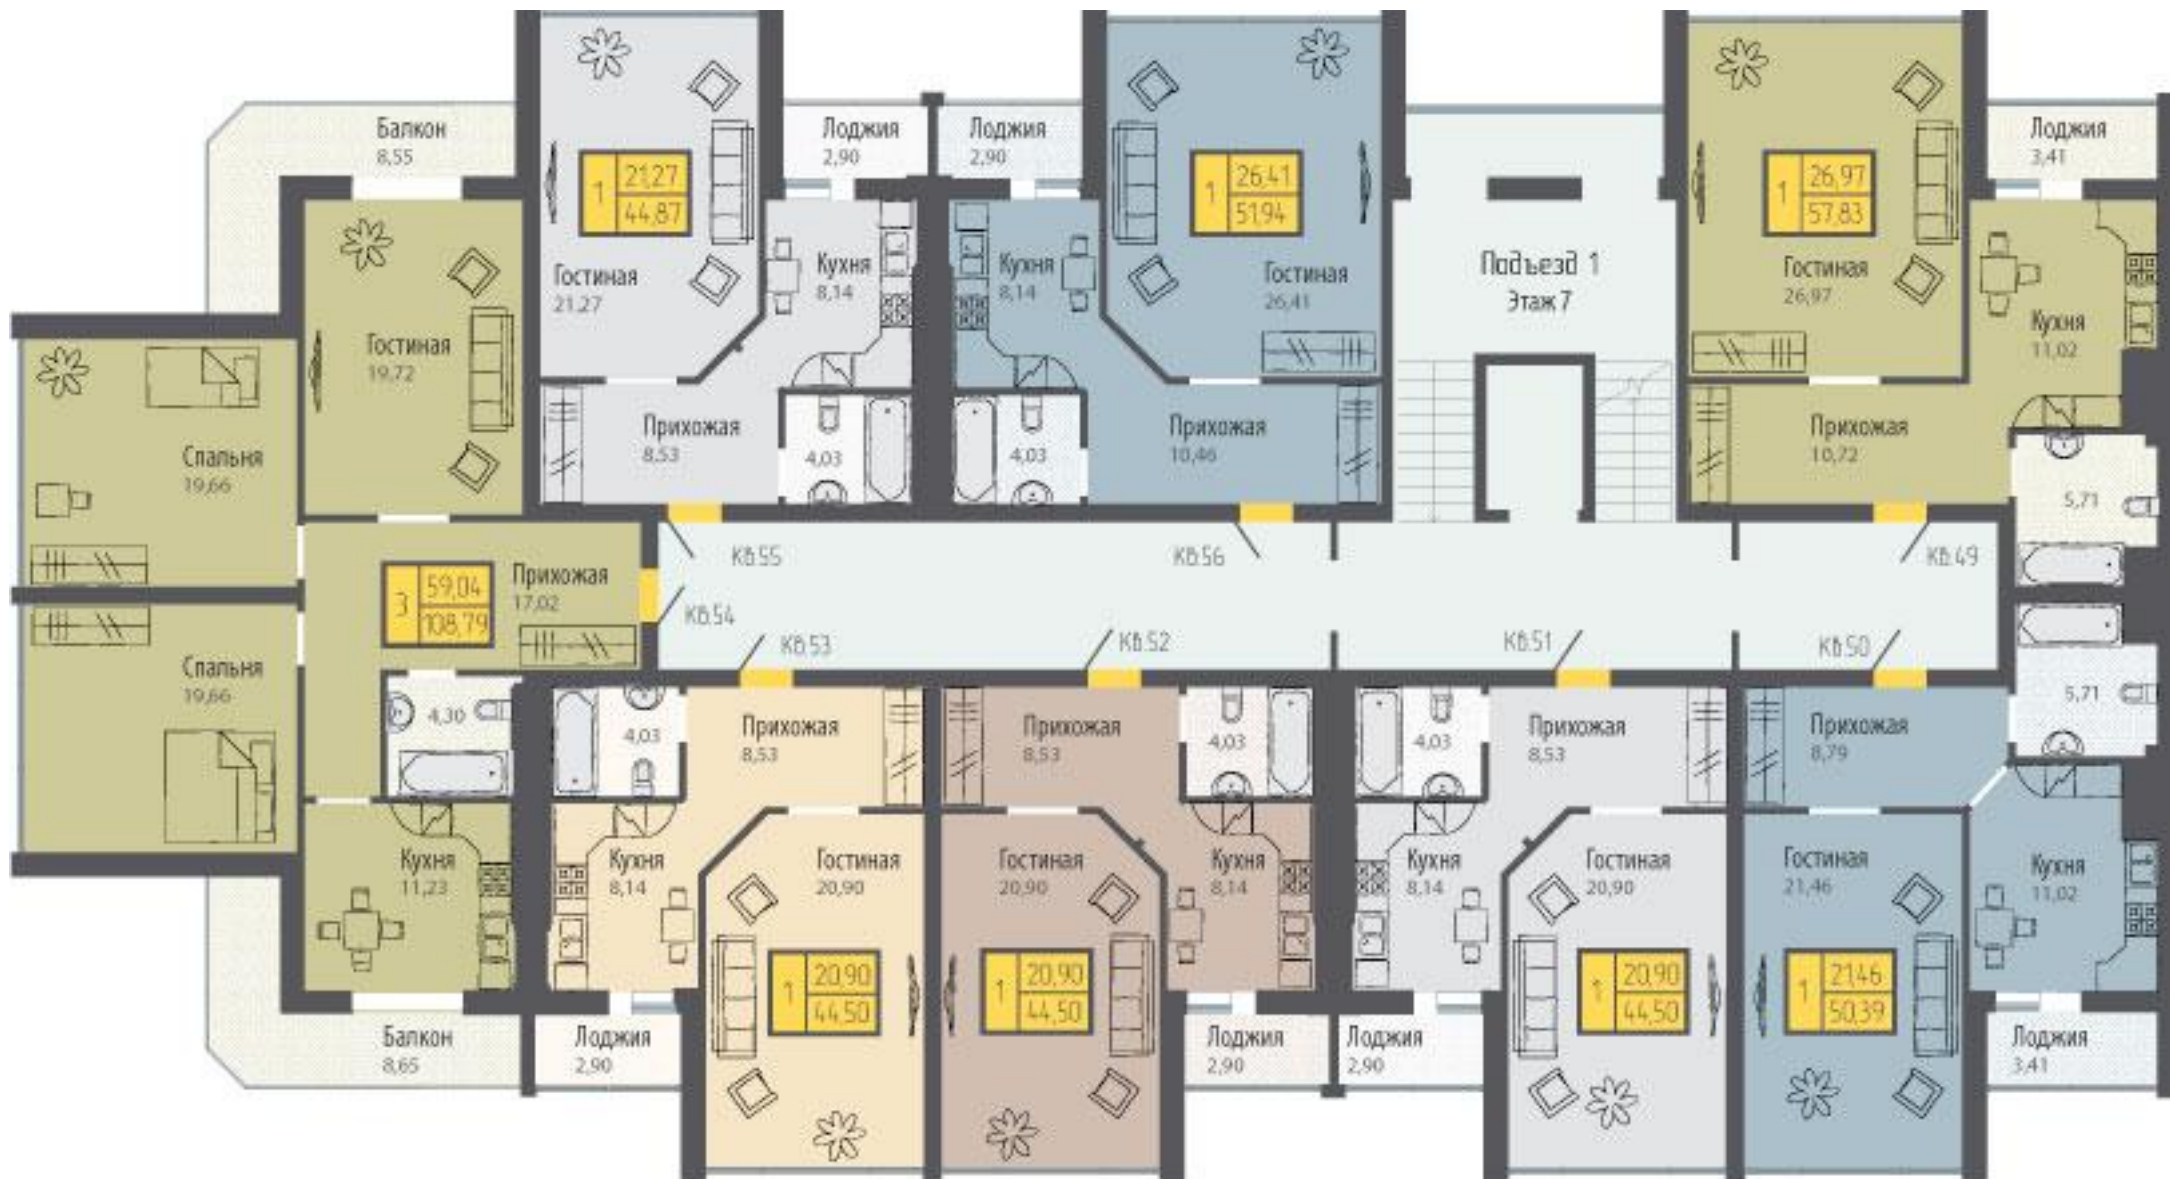 Балкон
8,55
Гостиная
19,72
Спальня
19,66
Спальня
19,66
3
59,04
108,79
Прихожая
17,02
4,30
Кухня
11,23
Балкон
8,65
1
21,27
44,87
Гостиная
21,27
Лоджия
2,90
Кухня
8,14
Прихожая
8,53
4,03
Лоджия
2,90
Кухня
8,14
1
26,41
51,94
Гостиная
26,41
4,03
Прихожая
10,46
Подъезд 1
Этаж 7
1
26,97
57,83
Гостиная
26,97
Лоджия
3,41
Кухня
11,02
Прихожая
10,72
5,71
Кв.55
Кв.56
Кв.49
Кв.54
Кв.53
Кв.52
Кв.51
Кв.50
4,03
Прихожая
8,53
Кухня
8,14
Гостиная
20,90
1
20,90
44,50
Лоджия
2,90
Прихожая
8,53
4,03
Гостиная
20,90
Кухня
8,14
1
20,90
44,50
Лоджия
2,90
4,03
Прихожая
8,53
Кухня
8,14
Гостиная
20,90
1
20,90
44,50
Лоджия
2,90
Прихожая
8,79
5,71
Гостиная
21,46
Кухня
11,02
1
21,46
50,39
Лоджия
3,41